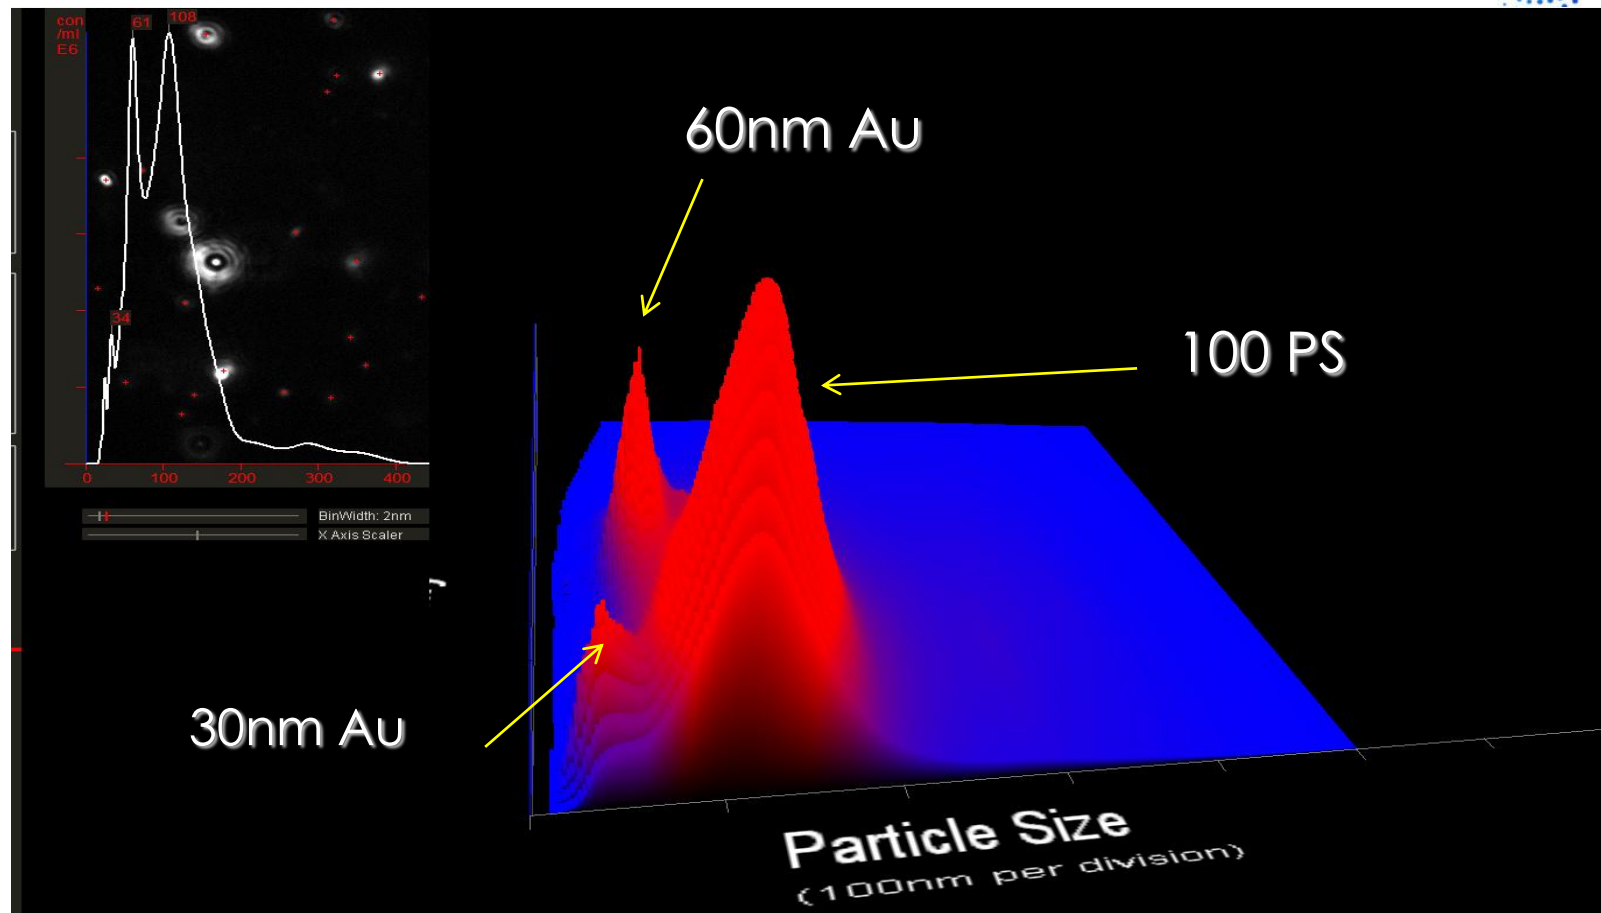 con
/ml
E6
61
108
34
0 100 200 300 400
BinWidth: 2nm
X Axis Scaler
60nm Au
100 PS
30nm Au
Particle Size
(100nm per division)